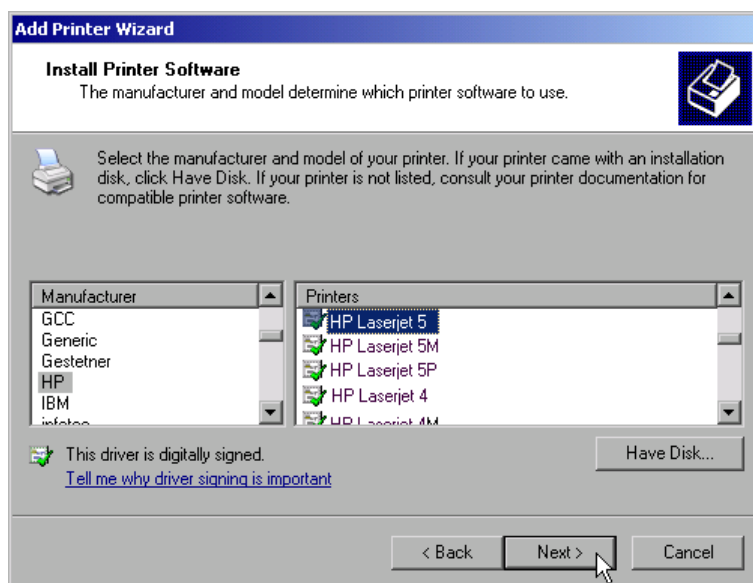 Add Printer Wizard
Install Printer Software
The manufacturer and model determine which printer software to use.
Select the manufacturer and model of your printer. If your printer came with an installation
disk, click Have Disk. If your printer is not listed, consult your printer documentation for
compatible printer software.
Manufacturer
GCC
Generic
Gestetner
HP
IBM
infotec
Printers
HP Laserjet 5
HP Laserjet 5M
HP Laserjet 5P
HP Laserjet 4
HP Laserjet 4M
This driver is digitally signed.
Tell me why driver signing is important
Have Disk...
< Back
Next >
Cancel